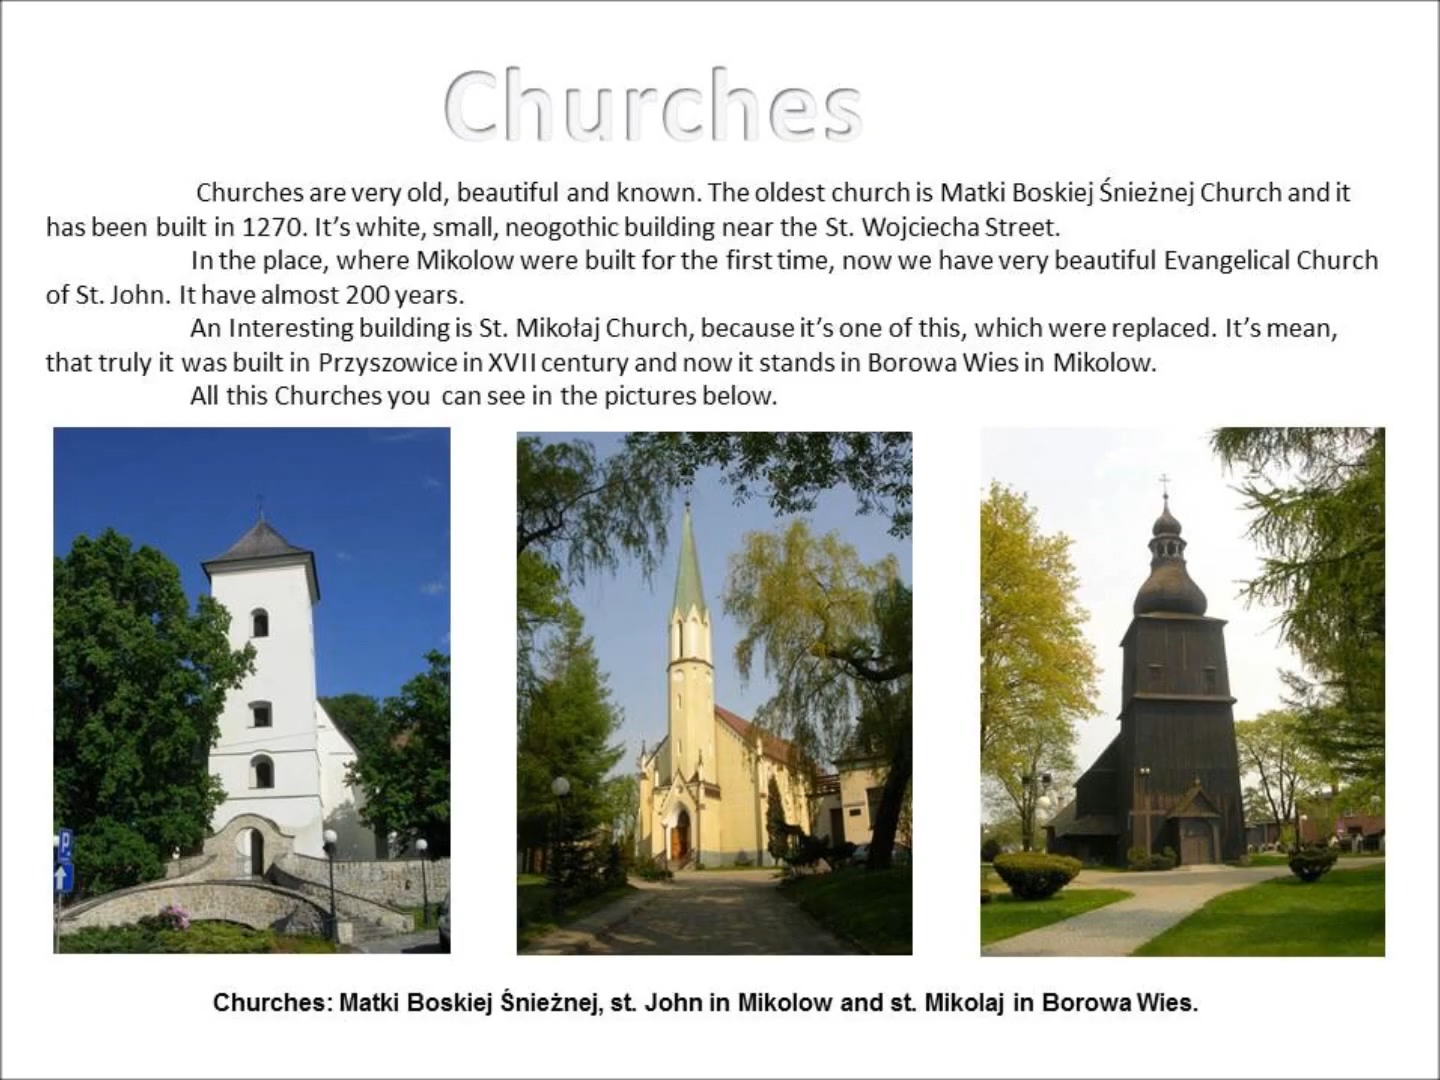 Churches
Churches are very old, beautiful and known. The oldest church is Matki Boskiej Śnieżnej Church and it
has been built in 1270. It’s white, small, neogothic building near the St. Wojciecha Street.
In the place, where Mikolow were built for the first time, now we have very beautiful Evangelical Church
of St. John. It have almost 200 years.
An Interesting building is St. Mikołaj Church, because it’s one of this, which were replaced. It’s mean,
that truly it was built in Przyszowice in XVII century and now it stands in Borowa Wies in Mikolow.
All this Churches you can see in the pictures below.
P
Churches: Matki Boskiej Śnieżnej, st. John in Mikolow and st. Mikolaj in Borowa Wies.